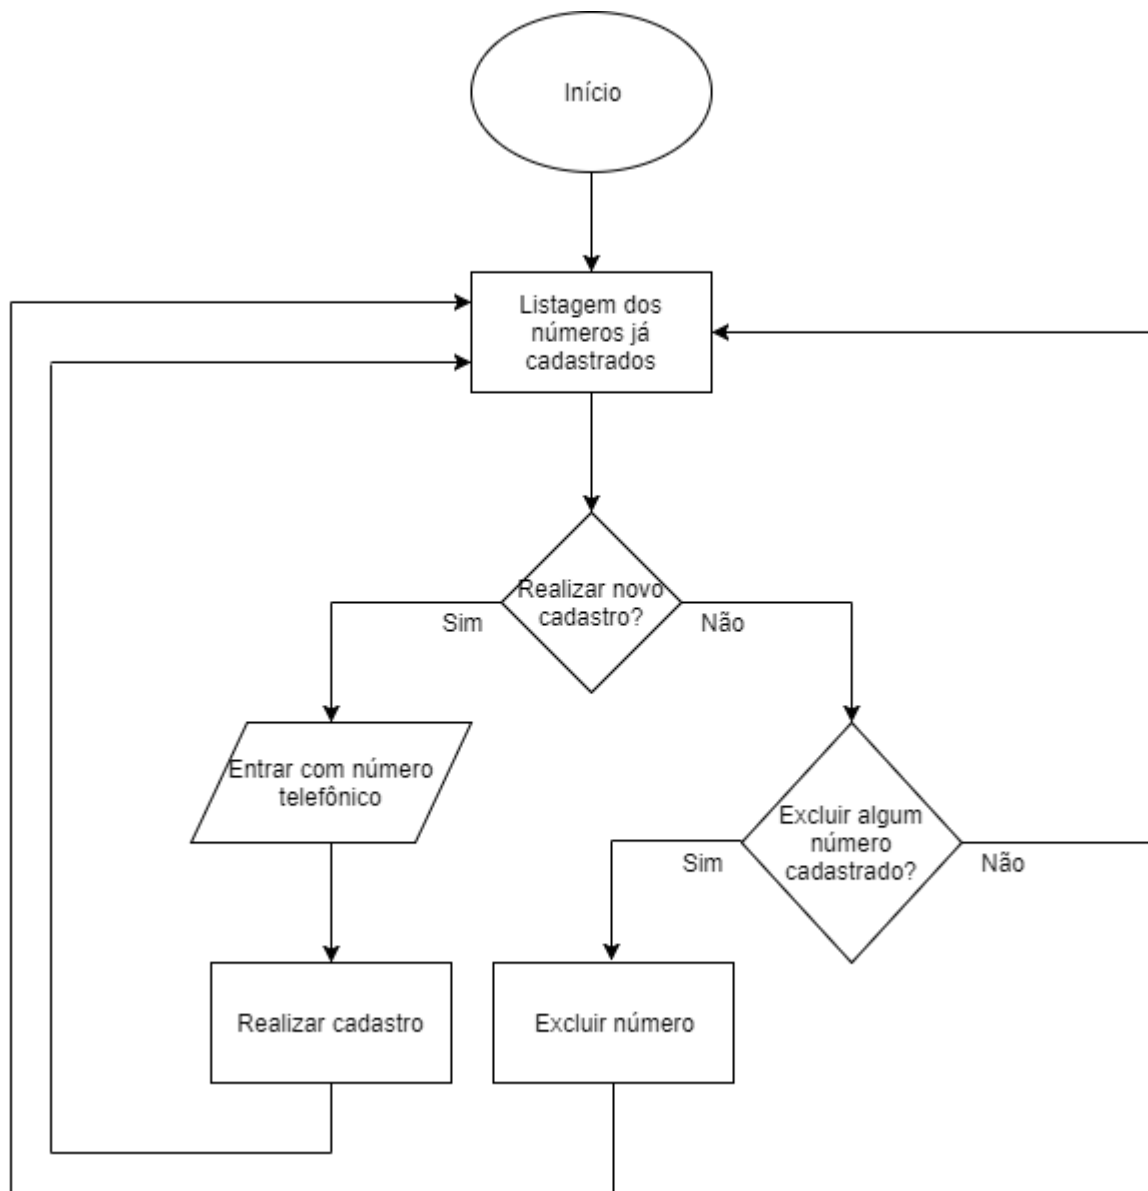 Início
Listagem dos
números já
cadastrados
Realizar novo
cadastro?
Sim
Não
Entrar com número
telefônico
Excluir algum
número
cadastrado?
Sim
Não
Realizar cadastro
Excluir número